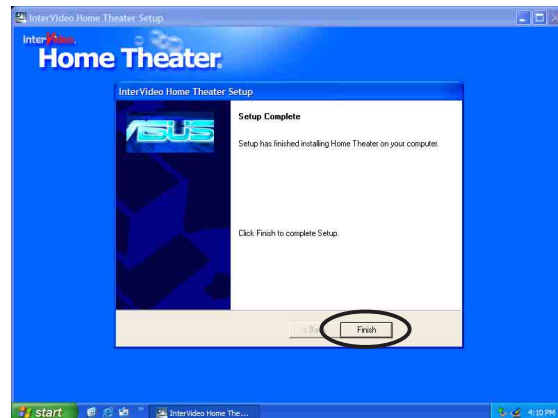 InterVideo Home Theater Setup
InterVideo.
Home Theater
InterVideo Home Theater Setup
ASUS
Setup Complete
Setup has finished installing Home Theater on your computer.
Click Finish to complete Setup.
Finish
start
InterVideo Home The...
4:10 PM